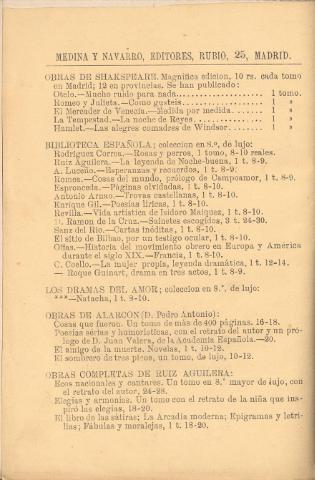 MEDINA Y NAVARRO, EDITORES, RUBIO, 25, MADRID.
OBRAS DE SHAKSPEARE. Magnífica edicion, 10 rs. cada tomo
en Madrid; 12 en provincias. Se han publicado:
Otelo.—Mucho ruido para nada.................... 1 tomo.
Romeo y Julieta.—Como gusteis................... 1 »
El Mercader de Venecia.—Medida por medida....... 1 »
La Tempestad.—La noche de Reyes................. 1 »
Hamlet.—Las alegres comadres de Windsor......... 1 »
BIBLIOTECA ESPAÑOLA; coleccion en 8.º, de lujo:
Rodriguez Correa.—Rosas y perros, 1 tomo, 8-10 reales.
Ruiz Aguilera.—La leyenda de Noche-buena, 1 t. 8-9.
A. Luceño.—Esperanzas y recuerdos, 1 t. 8-9.
Romea.—Cosas del mundo, prólogo de Campoamor, 1 t. 8-9.
Espronceda.—Páginas olvidadas, 1 t. 8-10.
Antonio Arnao.—Trovas castellanas, 1 t. 8-10.
Enrique Gil.—Poesías líricas, 1 t. 8-10.
Revilla.—Vida artística de Isidoro Maiquez, 1 t. 8-10.
D. Ramon de la Cruz.—Sainetes escogidos, 3 t. 24-30.
Sanz del Rio.—Cartas inéditas, 1 t. 8-10.
El sitio de Bilbao, por un testigo ocular, 1 t. 8-10.
Olías.—Historia del movimiento obrero en Europa y América
durante el siglo XIX.—Francia, 1 t. 8-10.
C. Coello.—La mujer propia, leyenda dramática, 1 t. 12-14.
— Roque Guinart, drama en tres actos, 1 t. 8-9.
LOS DRAMAS DEL AMOR; coleccion en 8.º, de lujo:
***—Natacha, 1 t. 8-10.
OBRAS DE ALARCON (D. Pedro Antonio):
Cosas que fueron. Un tomo de más de 400 páginas. 16-18.
Poesías sérias y humorísticas, con el retrato del autor y un pró-
logo de D. Juan Valera, de la Academia Española.—20.
El amigo de la muerte. Novelas, 1 t. 10-12.
El sombrero de tres picos, un tomo, de lujo, 10-12.
OBRAS COMPLETAS DE RUIZ AGUILERA:
Ecos nacionales y cantares. Un tomo en 8.º mayor de lujo, con
el retrato del autor, 24-28.
Elegías y armonías. Un tomo con el retrato de la niña que ins-
piró las elegías, 18-20.
El libro de las sátiras; La Arcadia moderna; Epígramas y letri-
llas; Fábulas y moralejas, 1 t. 18-20.